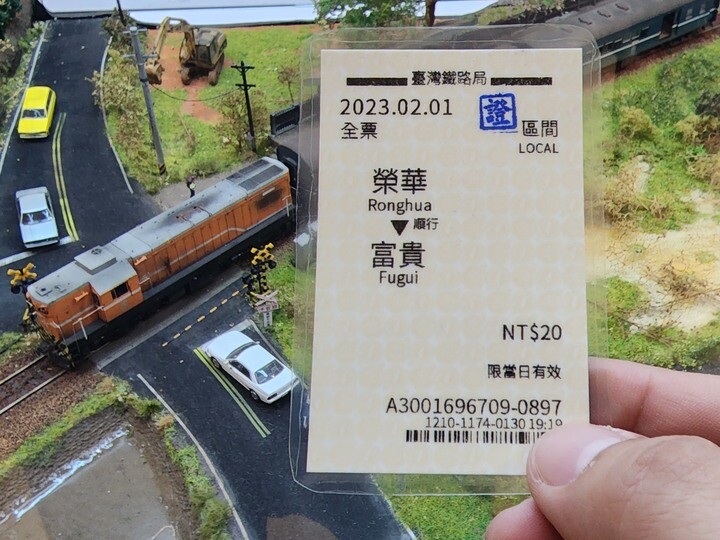 臺灣鐵路局
2023.02.01
證
全票
區間
LOCAL
榮華
Ronghua
順行
富貴
Fugui
NT$20
限當日有效
A3001696709-0897
1210-1174-0130 19:19